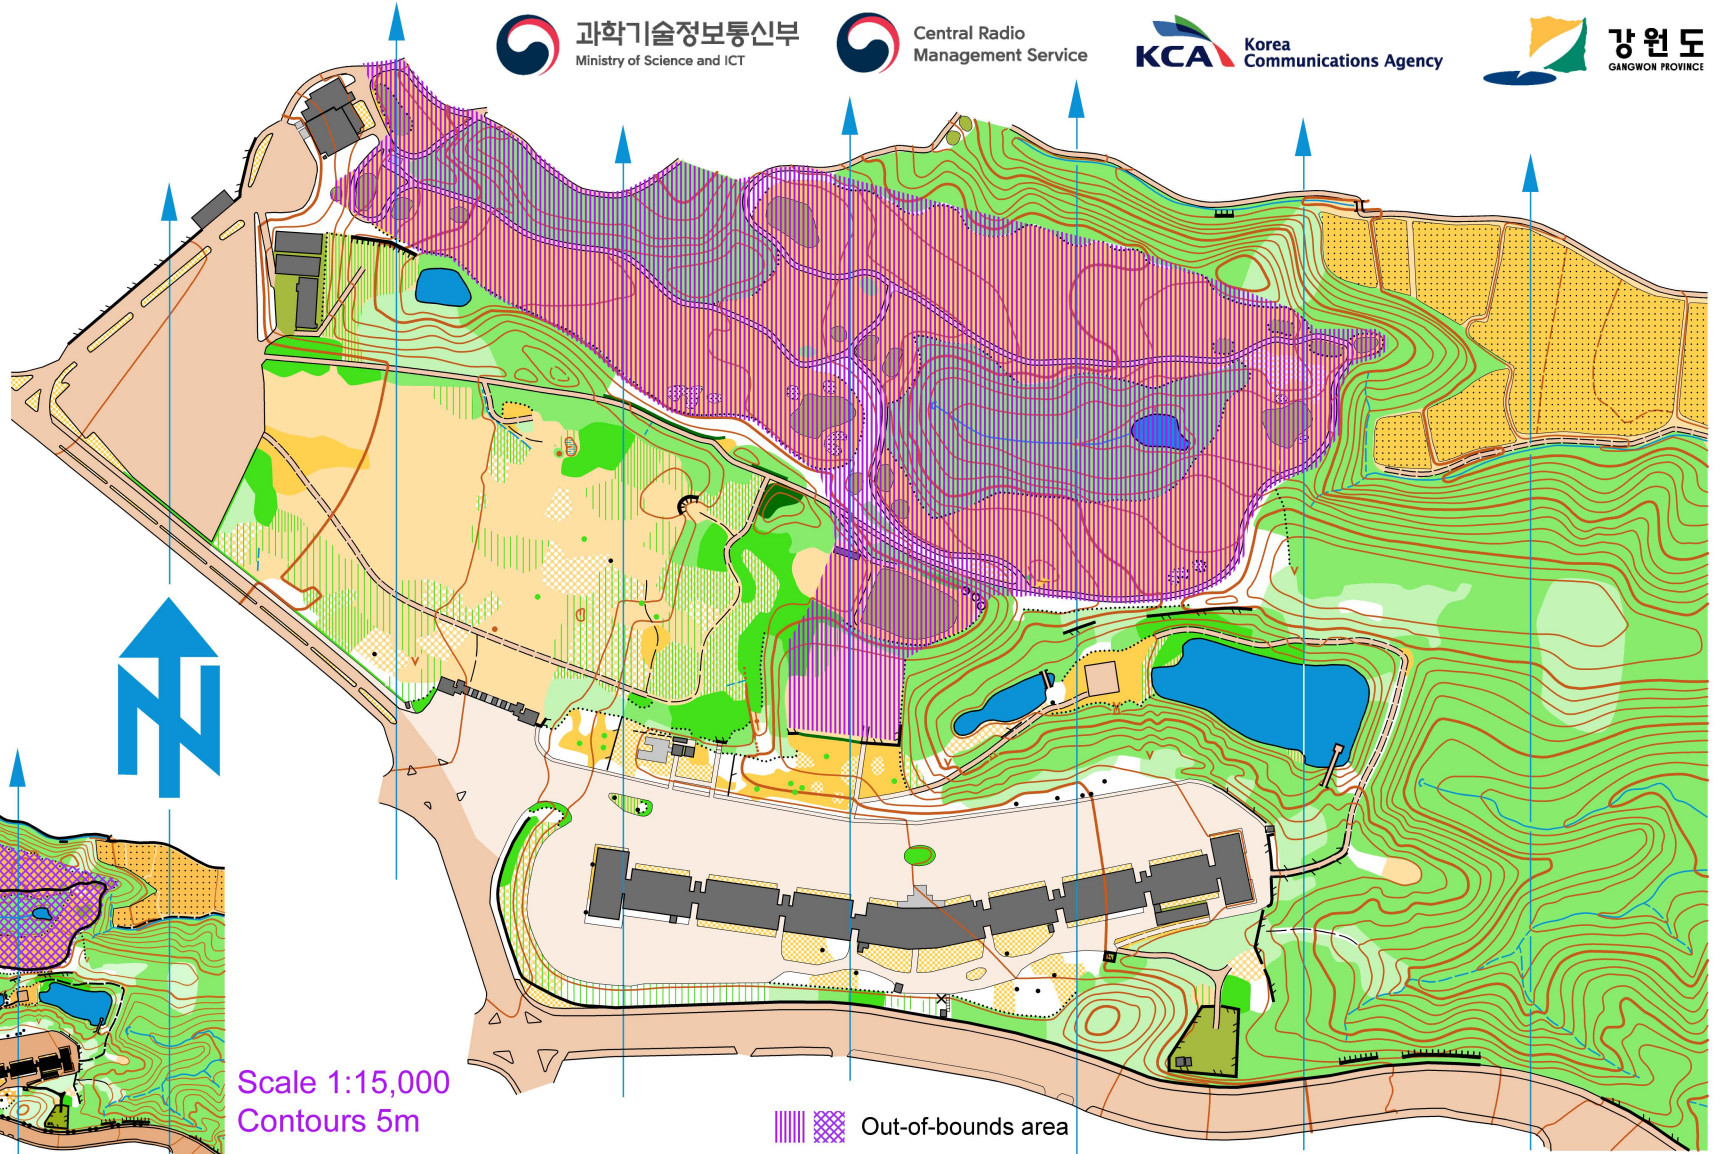 과학기술정보통신부
Ministry of Science and ICT
Central Radio
Management Service
KCA
Korea
Communications Agency
강원도
GANGWON PROVINCE
N
Scale 1:15,000
Contours 5m
Out-of-bounds area